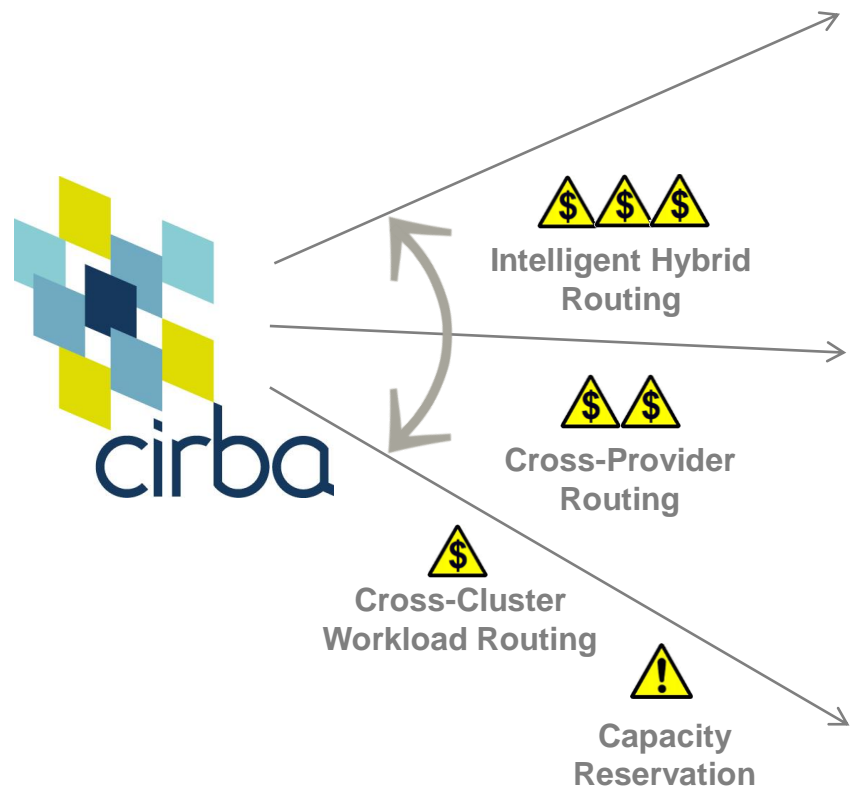 $ $ $
Intelligent Hybrid
Routing
$ $
Cross-Provider
Routing
cirba
$
Cross-Cluster
Workload Routing
!
Capacity
Reservation